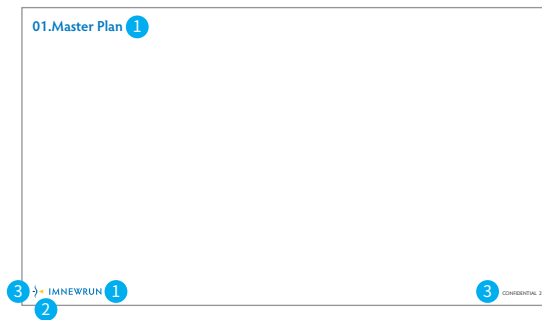 01.Master Plan 1
3 IMNEWRUN 1
3 CONFIDENTIAL 2
2